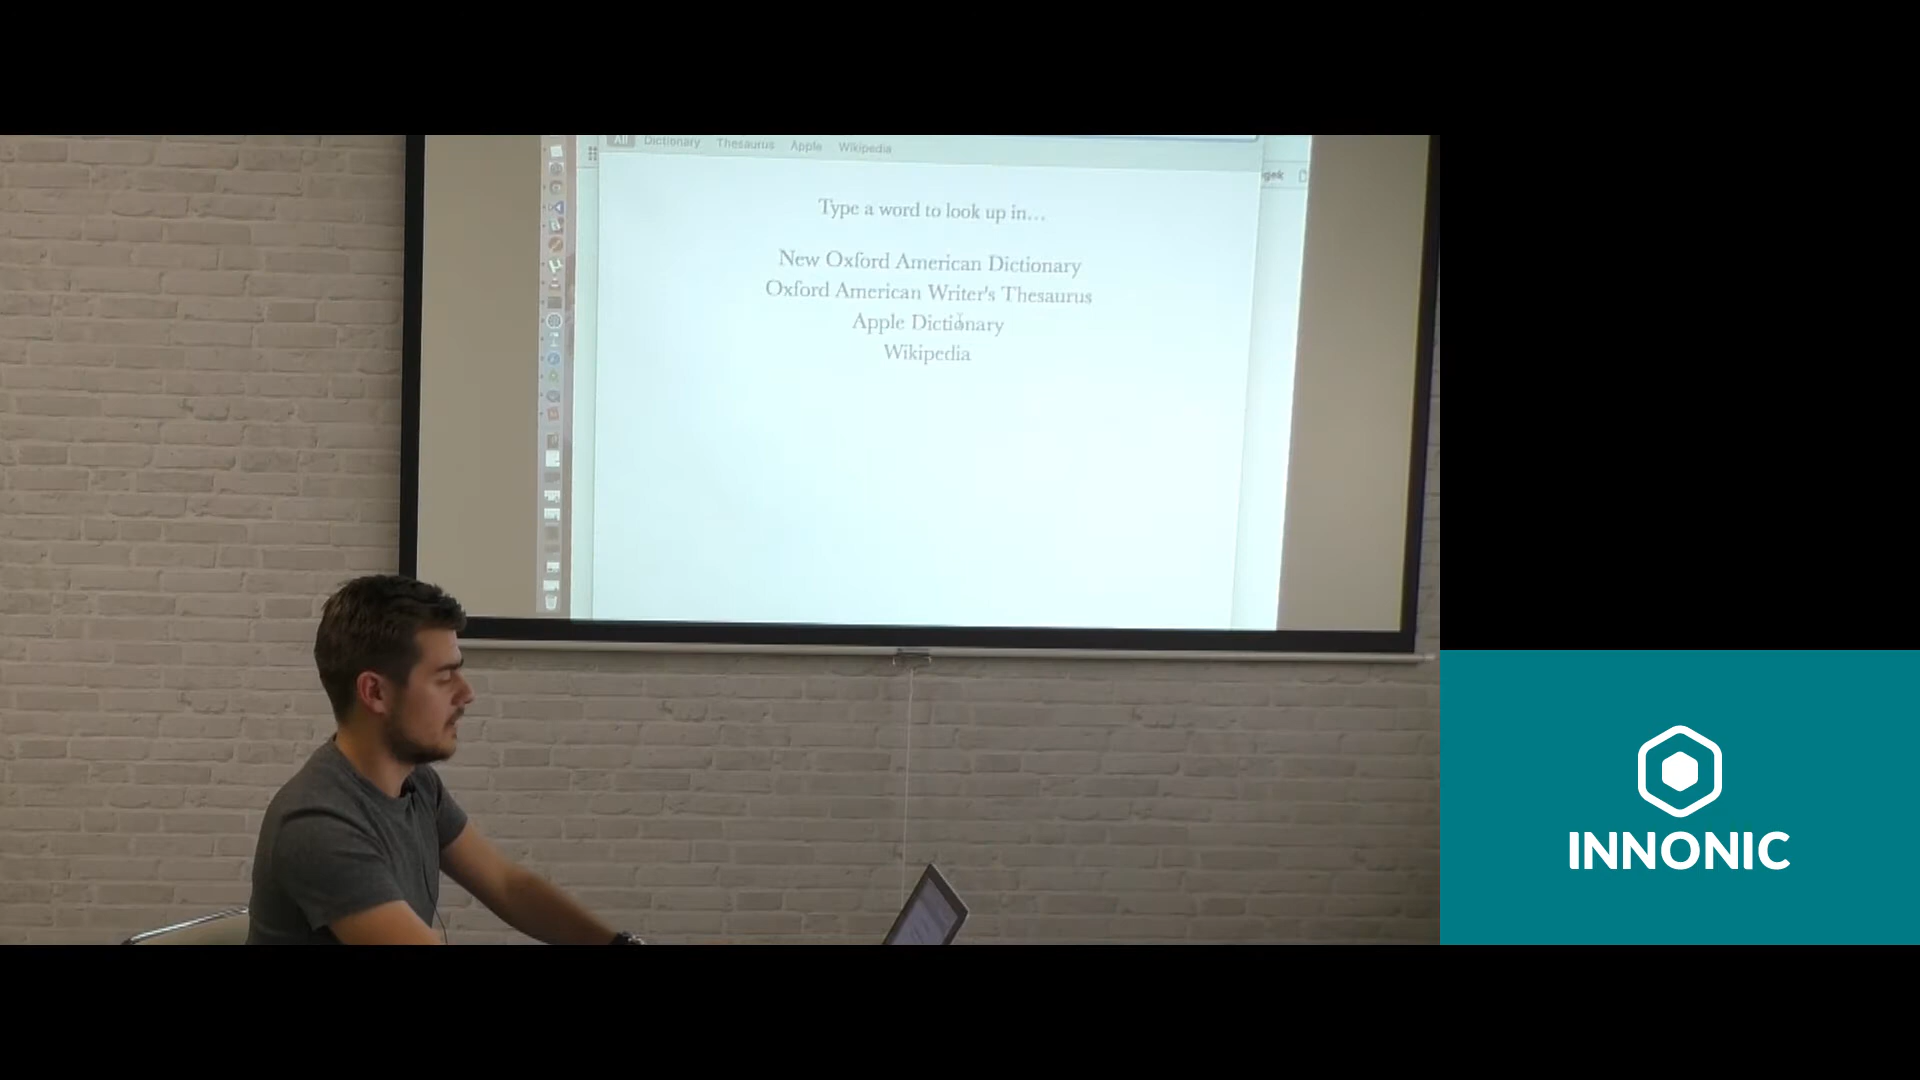 All Dictionary Thesaurus Apple Wikipedia
gek
Type a word to look up in...
New Oxford American Dictionary
Oxford American Writer's Thesaurus
Apple Dictionary
Wikipedia
INNONIC